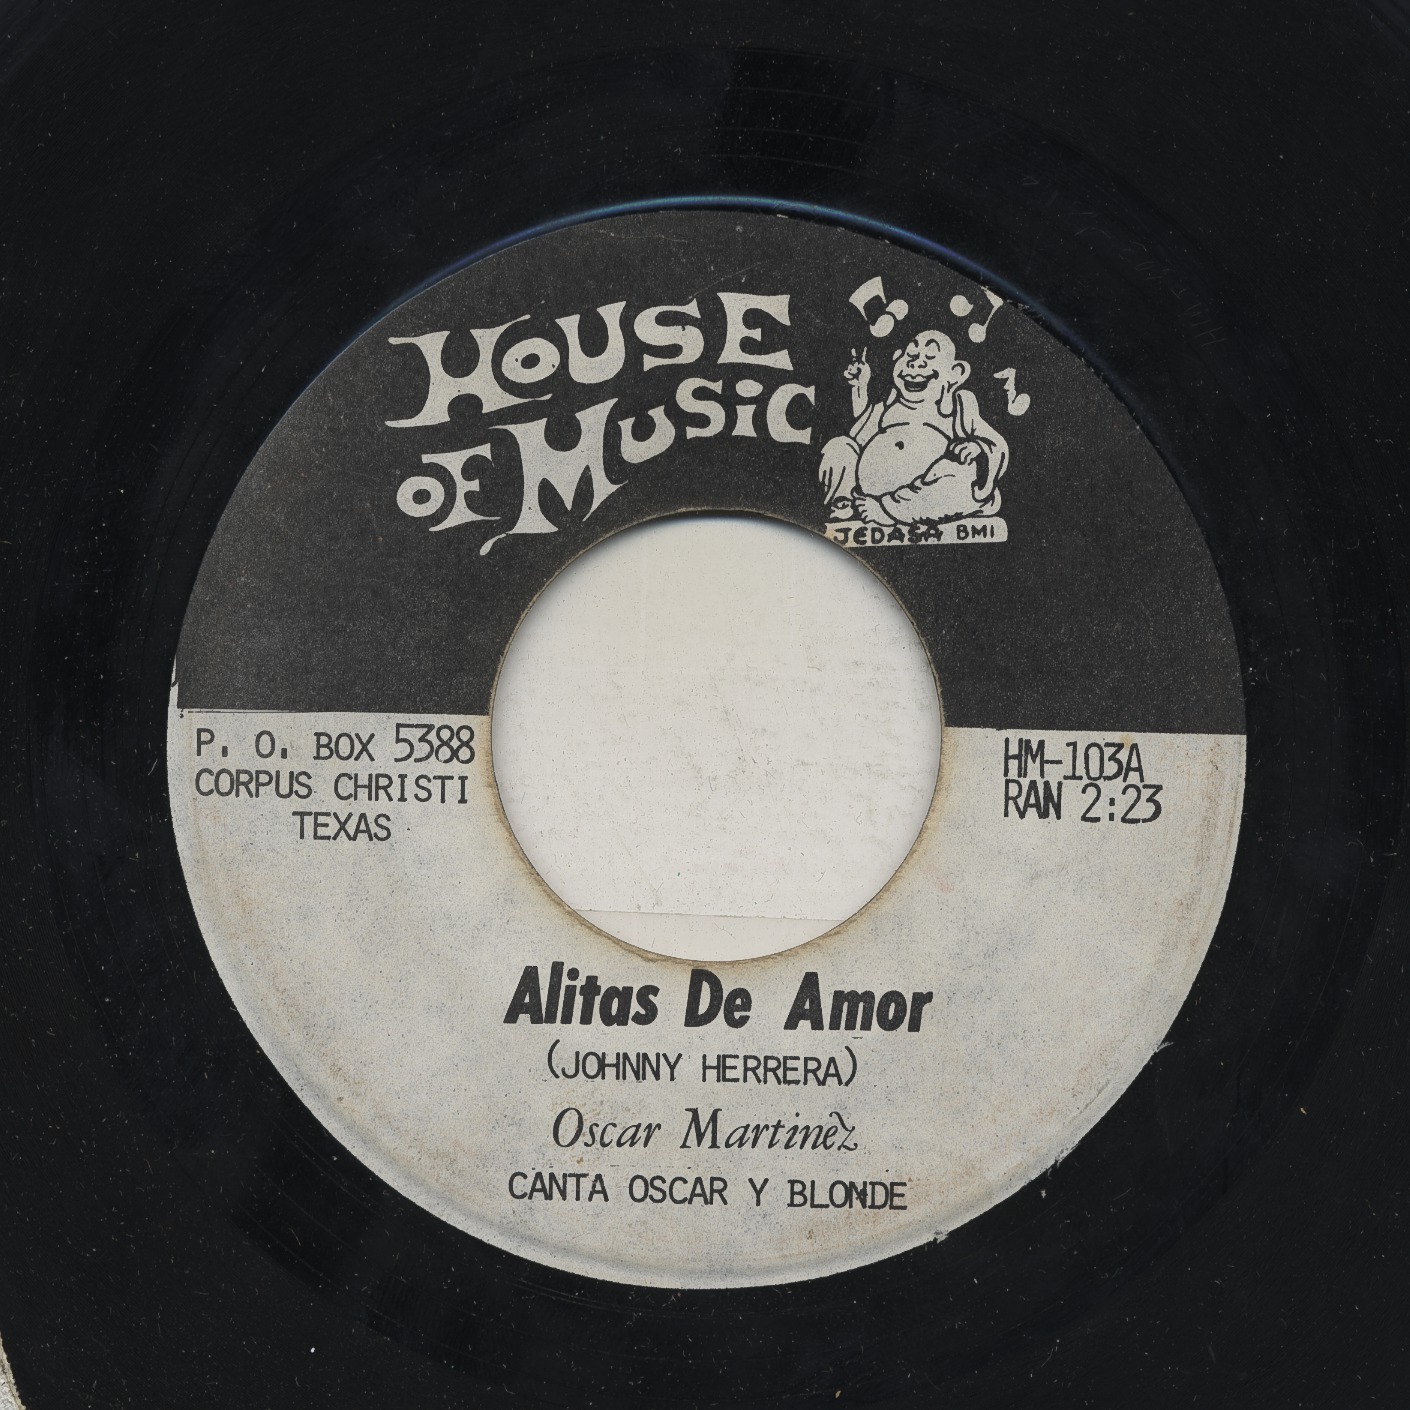 HOUSE
OF MUSIC
JEDASA BMI
P. O. BOX 5388
CORPUS CHRISTI
TEXAS
HM-103A
RAN 2:23
Alitas De Amor
(JOHNNY HERRERA)
Oscar Martinez
CANTA OSCAR Y BLONDE